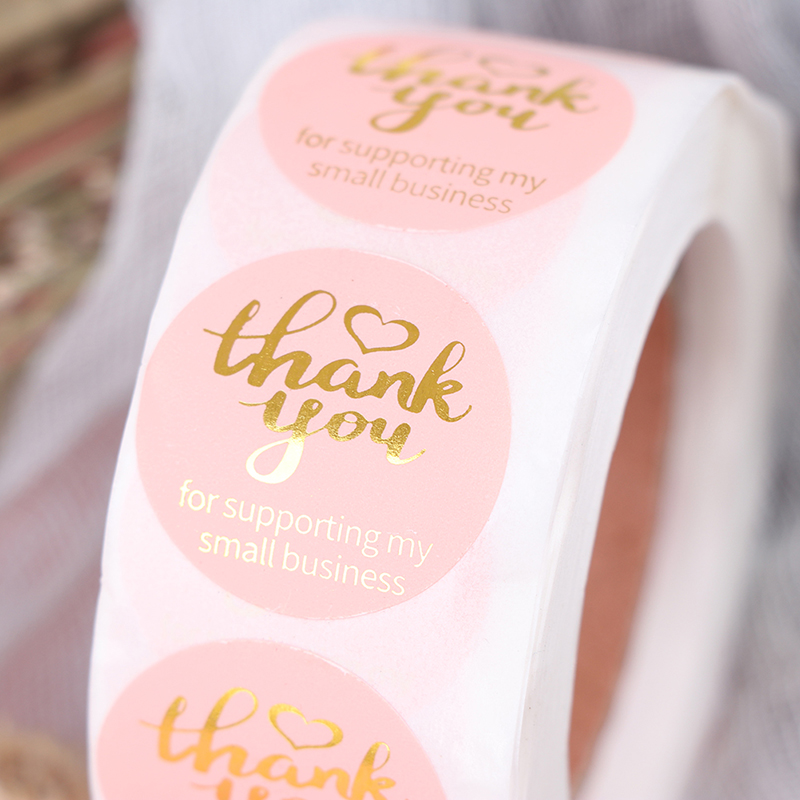 thank
you
for supporting my
small business
thank
you
for supporting my
small business
thank